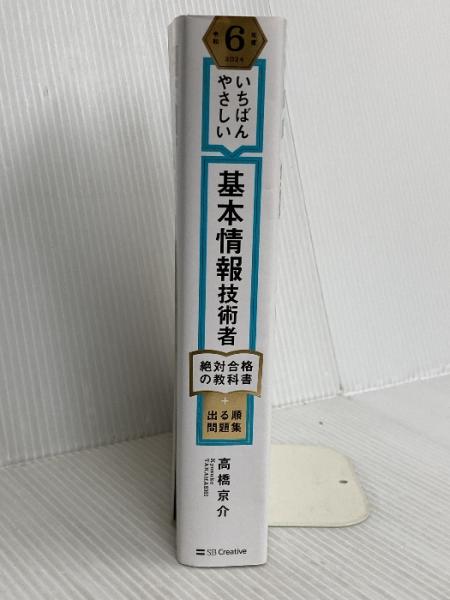 令和
6
年度
2024
いちばん
やさしい
基本情報技術者
絶対合格
の教科書
+
出る順
問題集
高橋京介
Kyosuke
TAKAHASHI
SB Creative